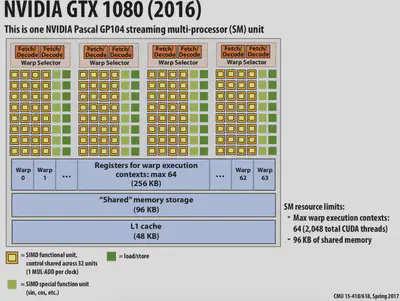 NVIDIA GTX 1080 (2016)
This is one NVIDIA Pascal GP104 streaming multi-processor (SM) unit
Fetch/ Decode Fetch/ Decode Fetch/ Decode Fetch/ Decode Fetch/ Decode Fetch/ Decode Fetch/ Decode Fetch/ Decode
Warp Selector Warp Selector Warp Selector Warp Selector
Registers for warp execution
contexts: max 64
(256 KB)
Warp 0 Warp 1 ... ... Warp 62 Warp 63
"Shared" memory storage
(96 KB)
L1 cache
(48 KB)
SM resource limits:
- Max warp execution contexts:
64 (2,048 total CUDA threads)
- 96 KB of shared memory
= SIMD functional unit,
control shared across 32 units
(1 MUL-ADD per clock)
= load/store
= SIMD special function unit
(sin, cos, etc.)
CMU 15-418/618, Spring 2017